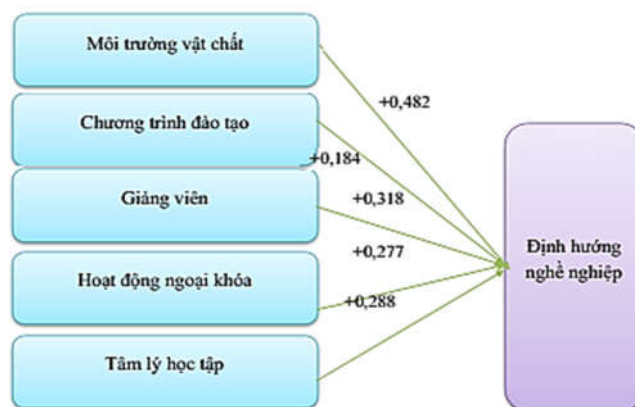 Môi trường vật chất
+0,482
Chương trình đào tạo
+0,184
Giảng viên
+0,318
Định hướng
nghề nghiệp
+0,277
Hoạt động ngoại khóa
+0,288
Tâm lý học tập